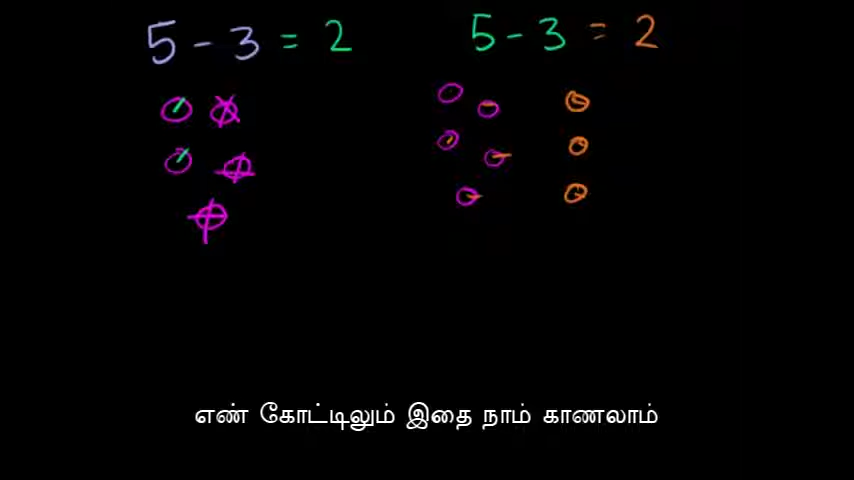 5 - 3 = 2
5 - 3 = 2
எண் கோட்டிலும் இதை நாம் காணலாம்